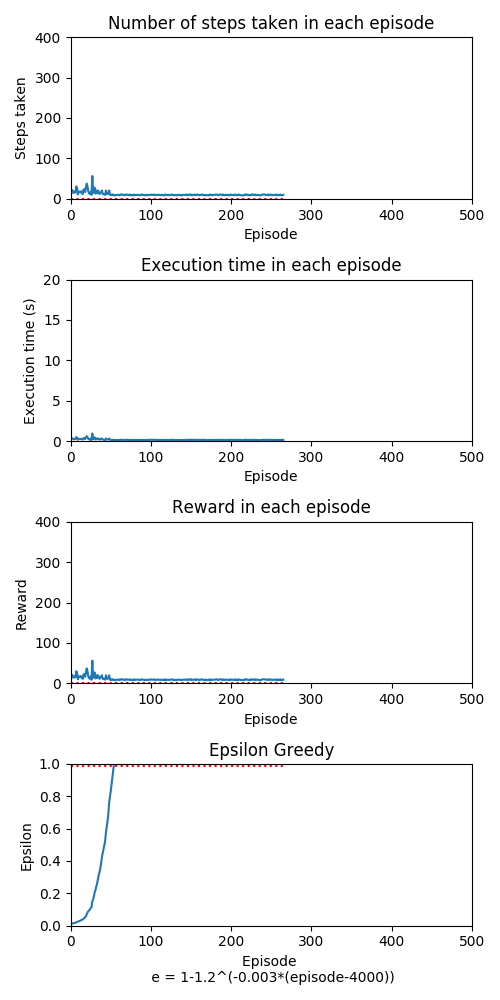 Number of steps taken in each episode
400
300
200
100
0
Steps taken
0 100 200 300 400 500
Episode
Execution time in each episode
20
15
10
5
0
Execution time (s)
0 100 200 300 400 500
Episode
Reward in each episode
400
300
200
100
0
Reward
0 100 200 300 400 500
Episode
Epsilon Greedy
1.0
0.8
0.6
0.4
0.2
0.0
Epsilon
0 100 200 300 400 500
Episode
e = 1-1.2^(-0.003*(episode-4000))